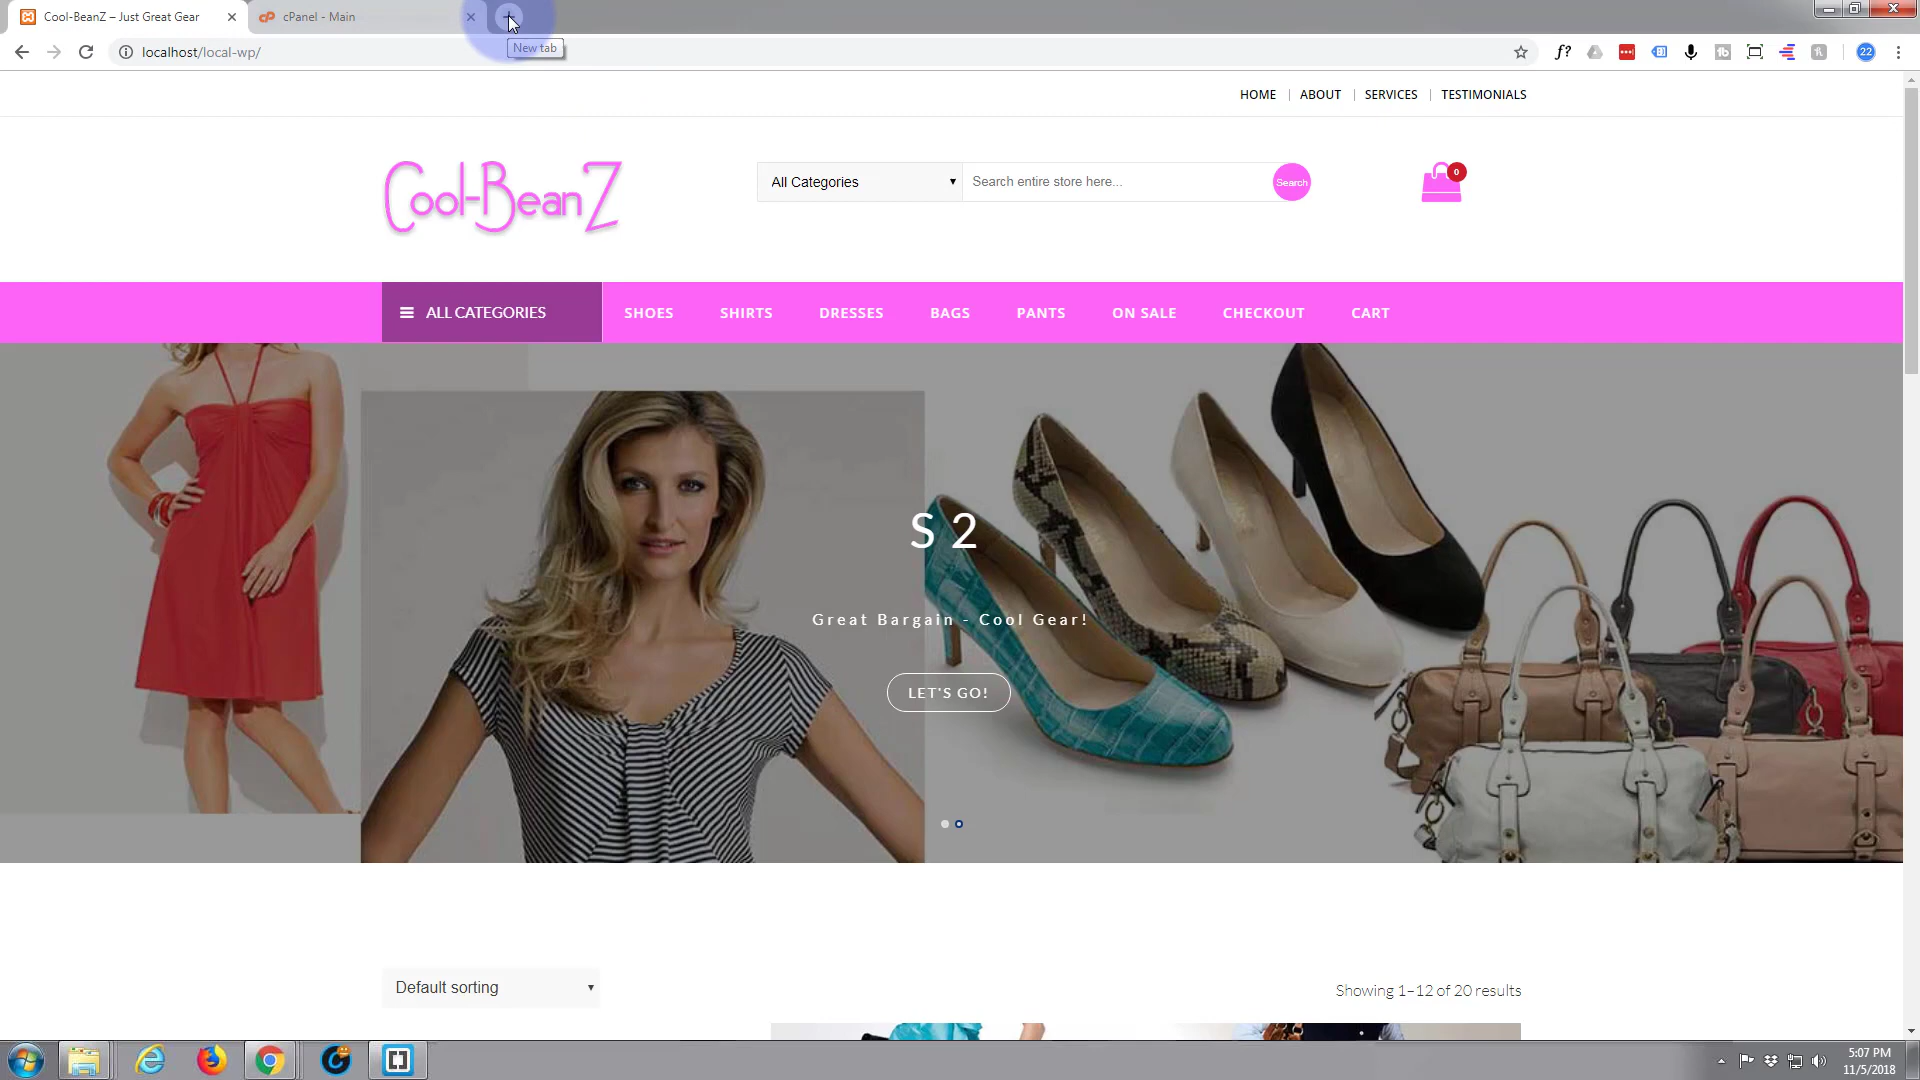 Cool-BeanZ – Just Great Gear
cPanel - Main
New tab
localhost/local-wp/
22
HOME | ABOUT | SERVICES | TESTIMONIALS
Cool-BeanZ
All Categories
Search entire store here...
Search
0
ALL CATEGORIES
SHOES SHIRTS DRESSES BAGS PANTS ON SALE CHECKOUT CART
S 2
Great Bargain - Cool Gear!
LET'S GO!
Default sorting
Showing 1–12 of 20 results
5:07 PM
11/5/2018